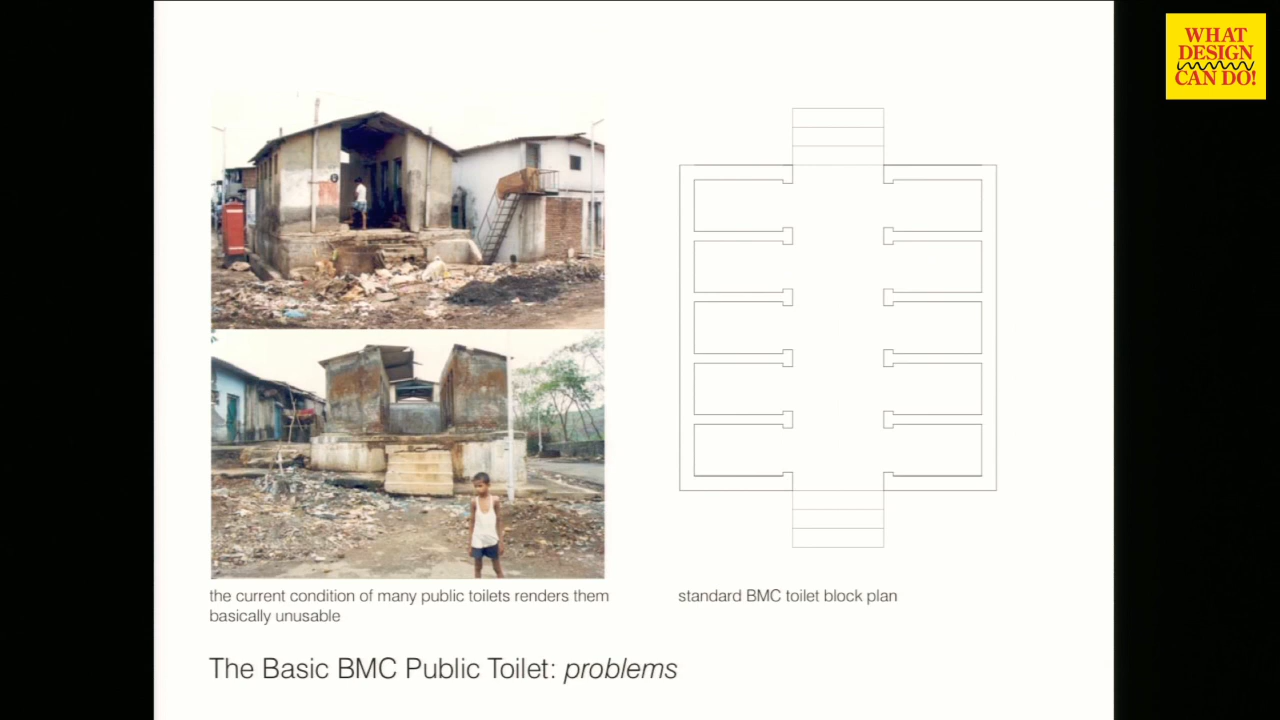 WHAT
DESIGN
CAN DO!
the current condition of many public toilets renders them
basically unusable
standard BMC toilet block plan
The Basic BMC Public Toilet: problems